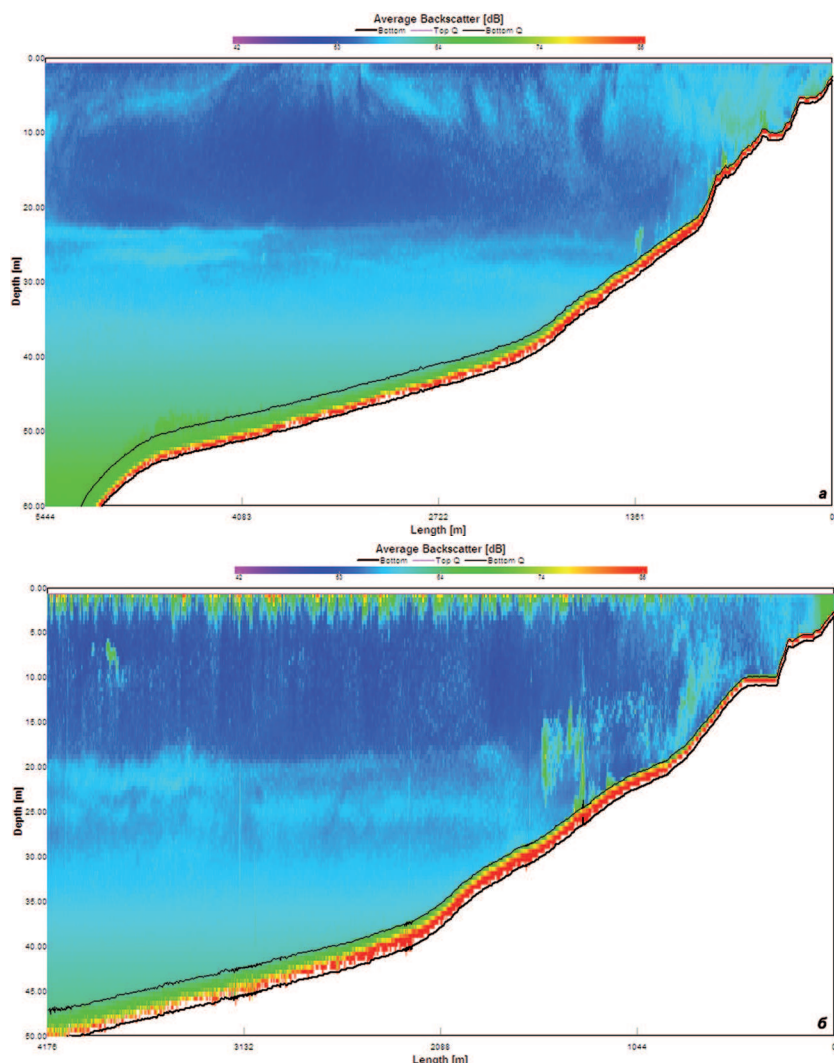 Average Backscatter [dB]
Bottom Top Q Bottom Q
42 53 64 74 85
0.00
10.00
20.00
30.00
40.00
50.00
60.00
Depth [m]
5444 4083 2722 1361 0
Length [m]
а
Average Backscatter [dB]
Bottom Top Q Bottom Q
42 53 64 74 85
0.00
5.00
10.00
15.00
20.00
25.00
30.00
35.00
40.00
45.00
50.00
Depth [m]
4176 3132 2088 1044 0
Length [m]
б